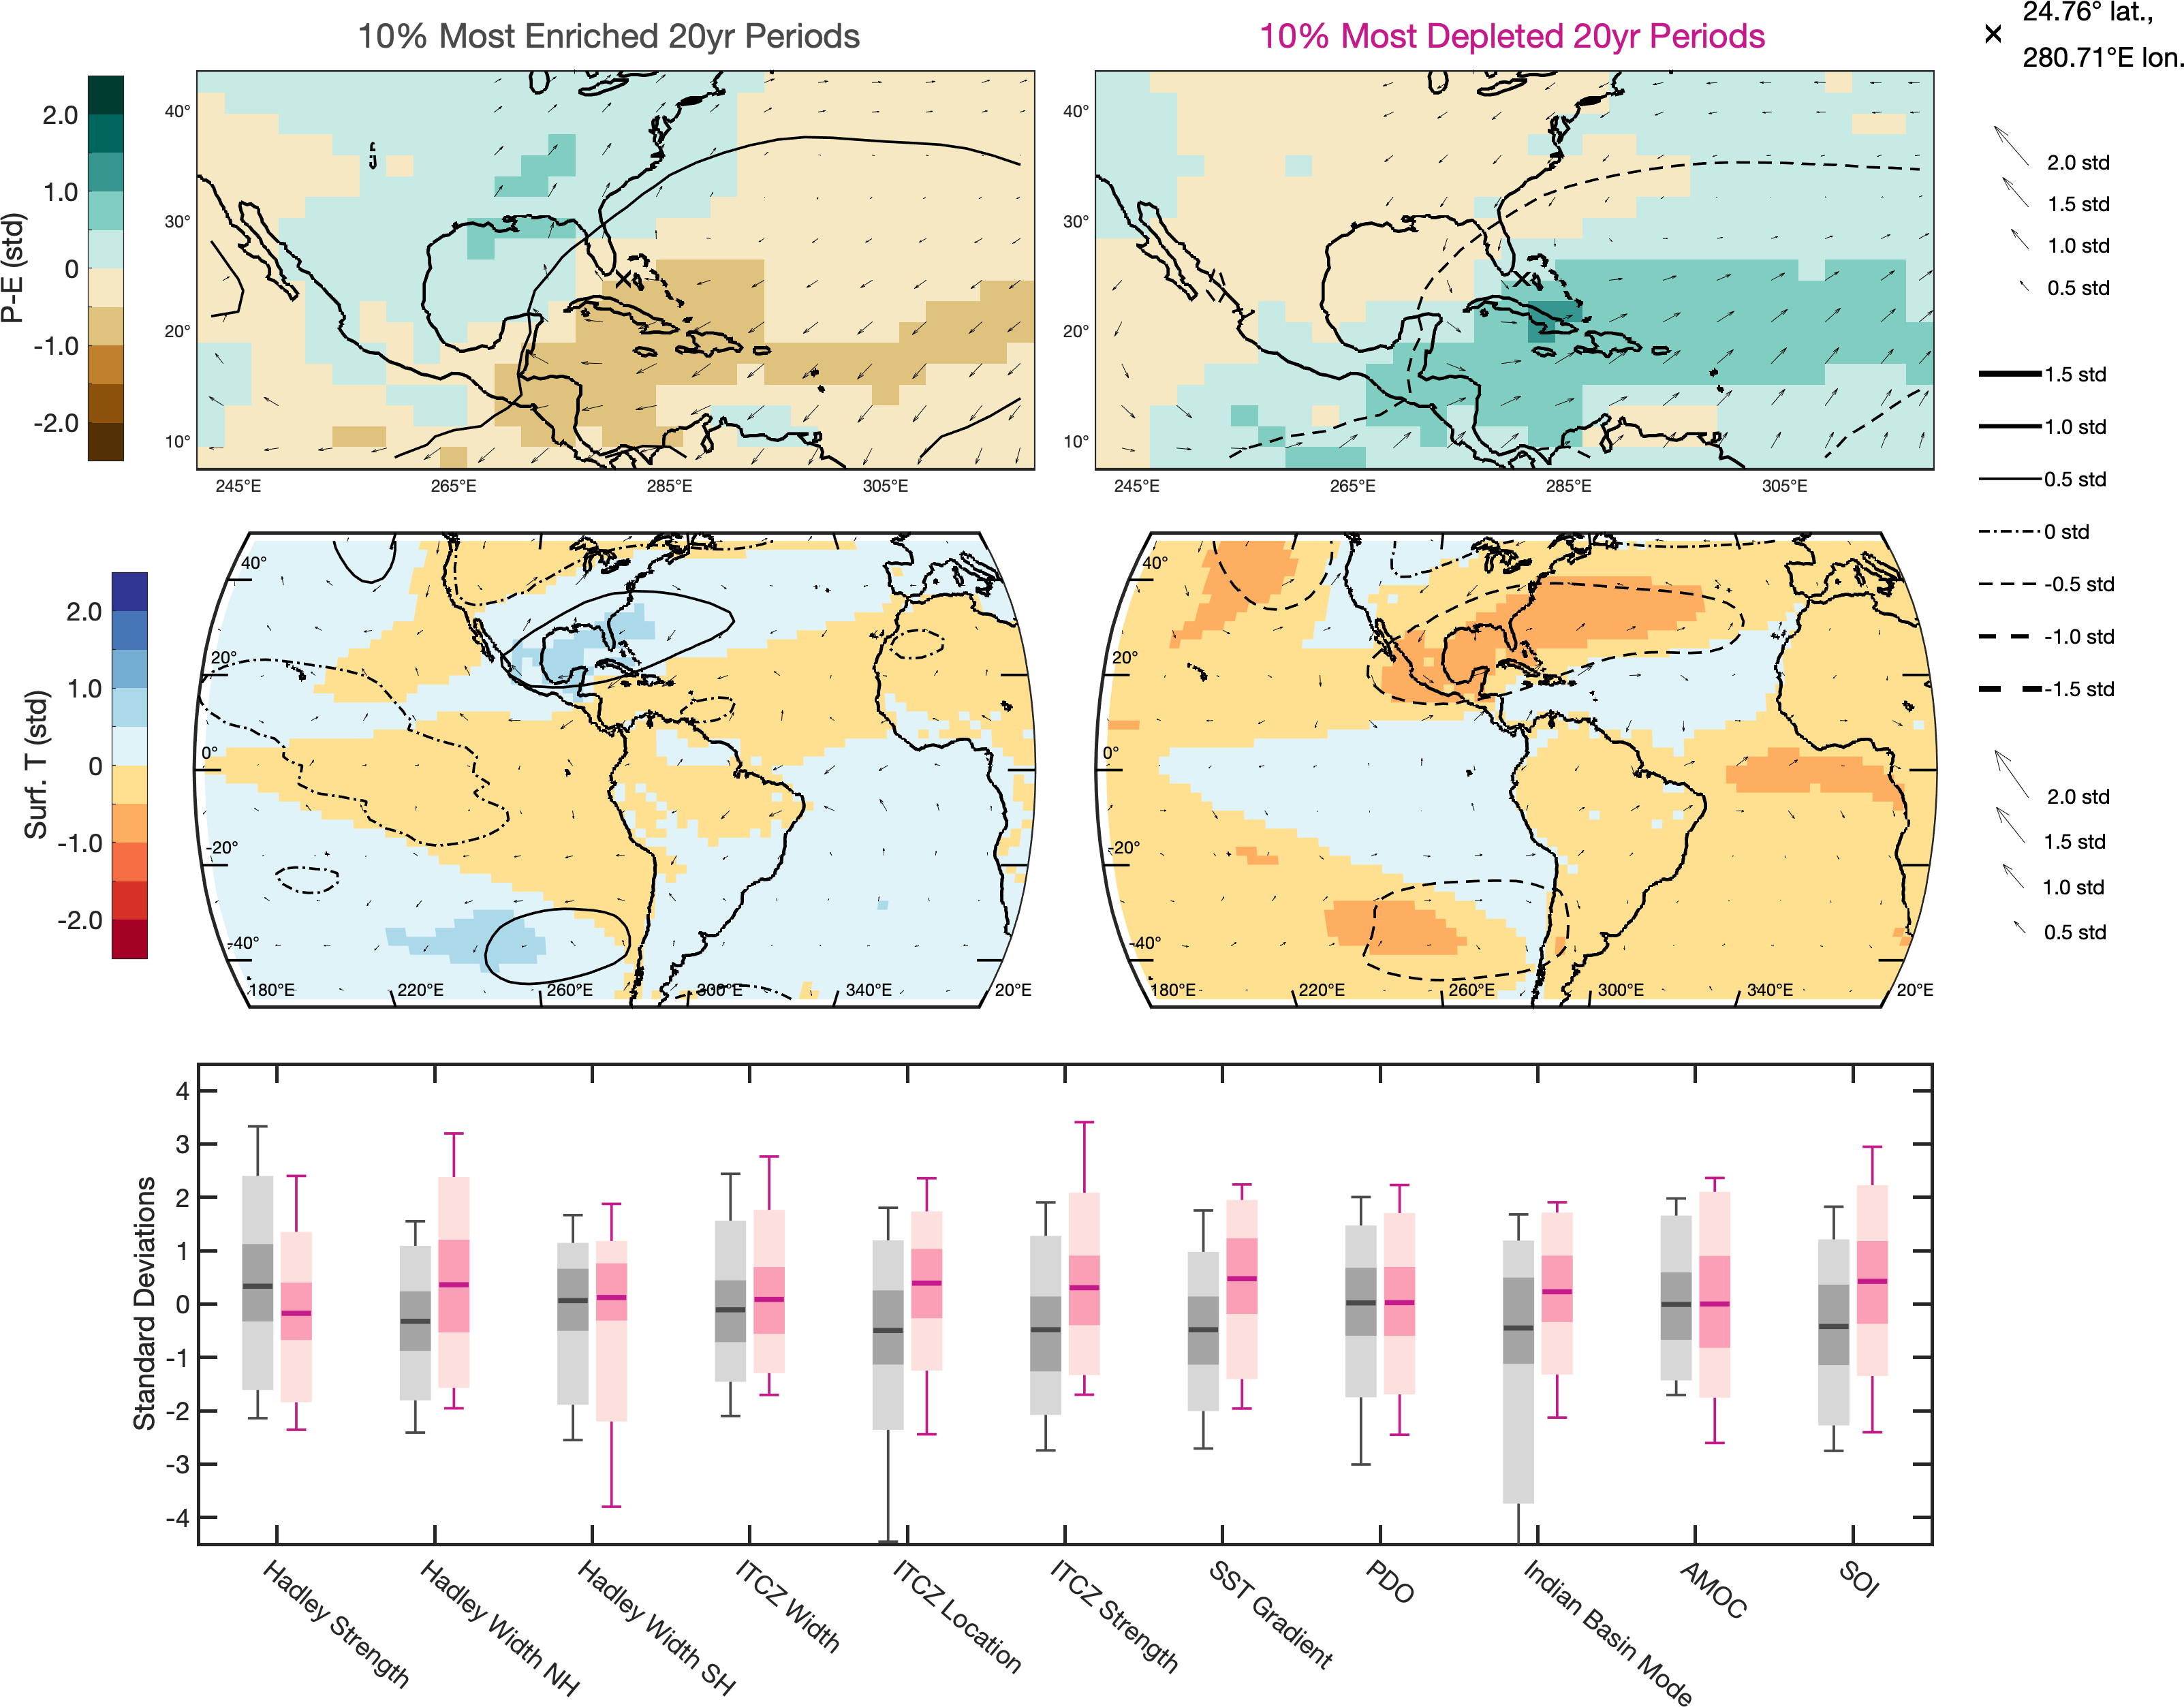 10% Most Enriched 20yr Periods
10% Most Depleted 20yr Periods
24.76° lat.,
280.71°E lon.
P-E (std)
2.0
1.0
0
-1.0
-2.0
40°
30°
20°
10°
245°E
265°E
285°E
305°E
40°
30°
20°
10°
245°E
265°E
285°E
305°E
2.0 std
1.5 std
1.0 std
0.5 std
1.5 std
1.0 std
0.5 std
0 std
-0.5 std
-1.0 std
-1.5 std
Surf. T (std)
2.0
1.0
0
-1.0
-2.0
40°
20°
0°
-20°
-40°
180°E
220°E
260°E
300°E
340°E
20°E
40°
20°
0°
-20°
-40°
180°E
220°E
260°E
300°E
340°E
20°E
2.0 std
1.5 std
1.0 std
0.5 std
Standard Deviations
4
3
2
1
0
-1
-2
-3
-4
Hadley Strength
Hadley Width NH
Hadley Width SH
ITCZ Width
ITCZ Location
ITCZ Strength
SST Gradient
PDO
Indian Basin Mode
AMOC
SOI